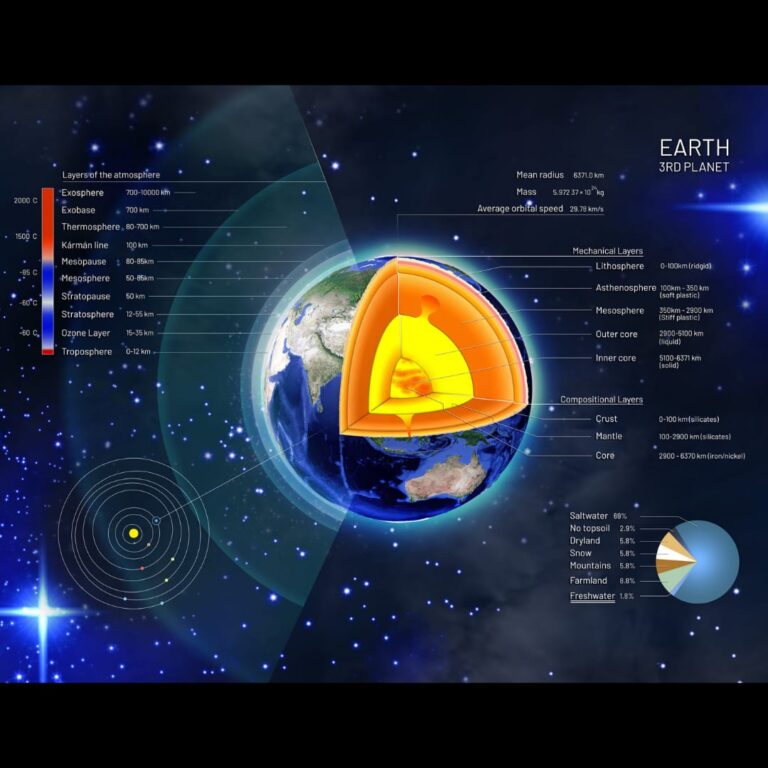 EARTH
3RD PLANET
Mean radius 6371.0 km
Mass 5.972 37×10²⁴kg
Average orbital speed 29.78 km/s
Layers of the atmosphere
Exosphere 700-10000 km
Exobase 700 km
Thermosphere 80-700 km
Kármán line 100 km
Mesopause 80-85km
Mesosphere 50-85km
Stratopause 50 km
Stratosphere 12-55 km
Ozone Layer 15-35 km
Troposphere 0-12 km
2000 C
1500 C
-85 C
-60 C
-60 C
Mechanical Layers
Lithosphere 0-100km (ridgid)
Asthenosphere 100km - 350 km
(soft plastic)
Mesosphere 350km - 2900 km
(Stiff plastic)
Outer core 2900-5100 km
(liquid)
Inner core 5100-6371 km
(solid)
Compositional Layers
Crust 0-100km (silicates)
Mantle 100-2900 km (silicates)
Core 2900 - 6370 km (iron/nickel)
Saltwater 69%
No topsoil 2.9%
Dryland 5.8%
Snow 5.8%
Mountains 5.8%
Farmland 8.8%
Freshwater 1.8%